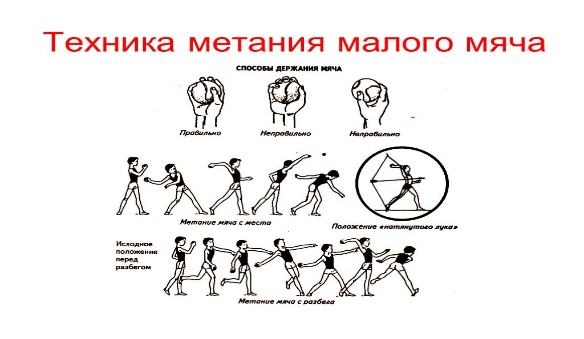 Техника метания малого мяча
СПОСОБЫ ДЕРЖАНИЯ МЯЧА
Правильно
Неправильно
Неправильно
Метание мяча с места
Положение «натянутого лука"
Исходное
положение
перед
разбегом
Метание мяча с разбега